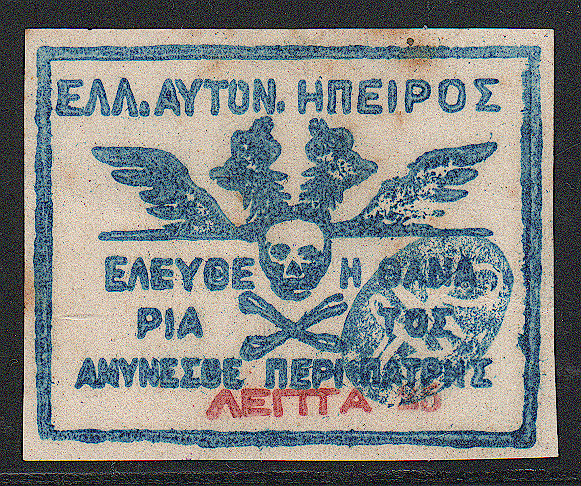 ΕΛΛ. ΑΥΤΟΝ. ΗΠΕΙΡΟΣ
ΕΛΕΥΘΕ Η ΘΑΝΑ
ΡΙΑ ΤΟΣ
ΑΜΥΝΕΣΘΕ ΠΕΡΙ ΠΑΤΡΗΣ
ΛΕΠΤΑ